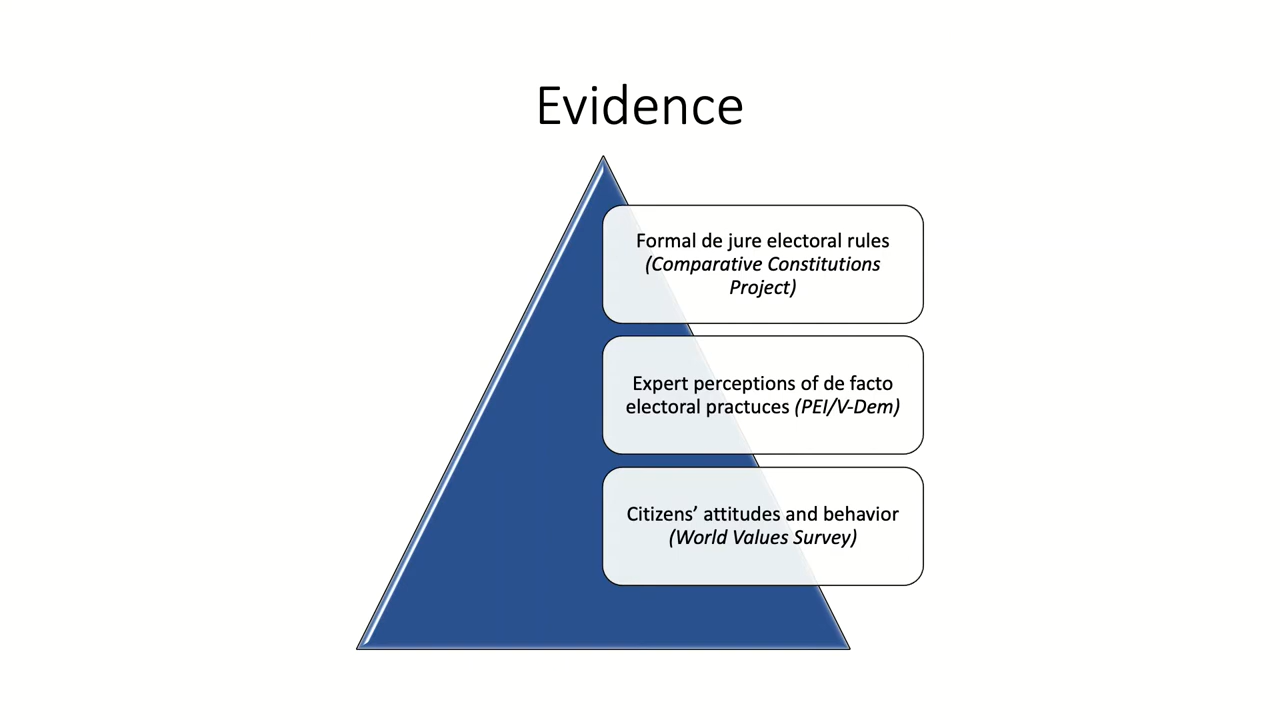 Evidence
Formal de jure electoral rules
(Comparative Constitutions
Project)
Expert perceptions of de facto
electoral practuces (PEI/V-Dem)
Citizens’ attitudes and behavior
(World Values Survey)